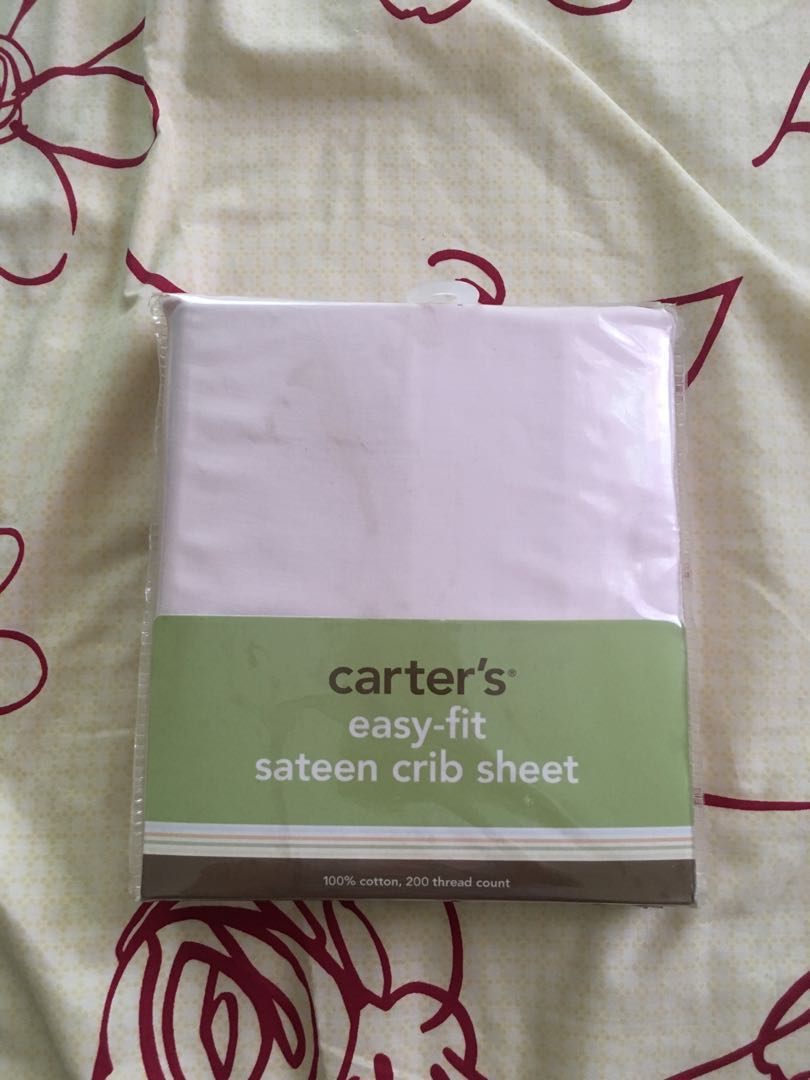 carter's®
easy-fit
sateen crib sheet
100% cotton, 200 thread count